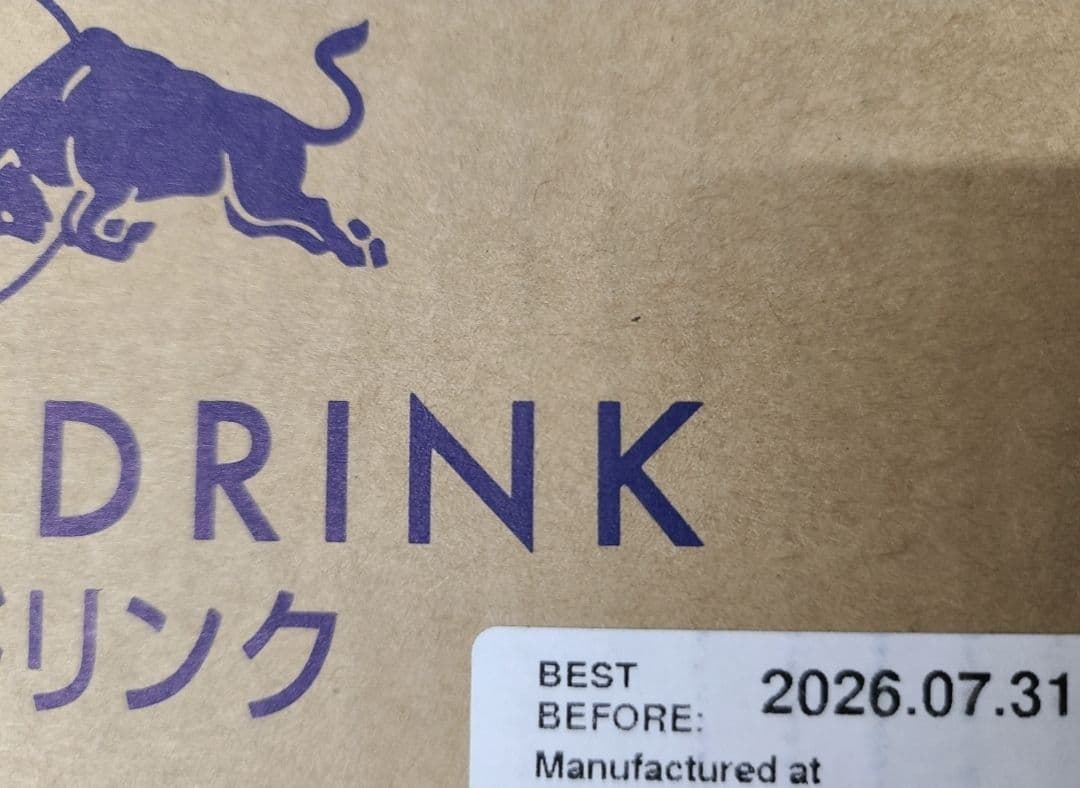 DRINK
リンク
BEST
BEFORE: 2026.07.31
Manufactured at